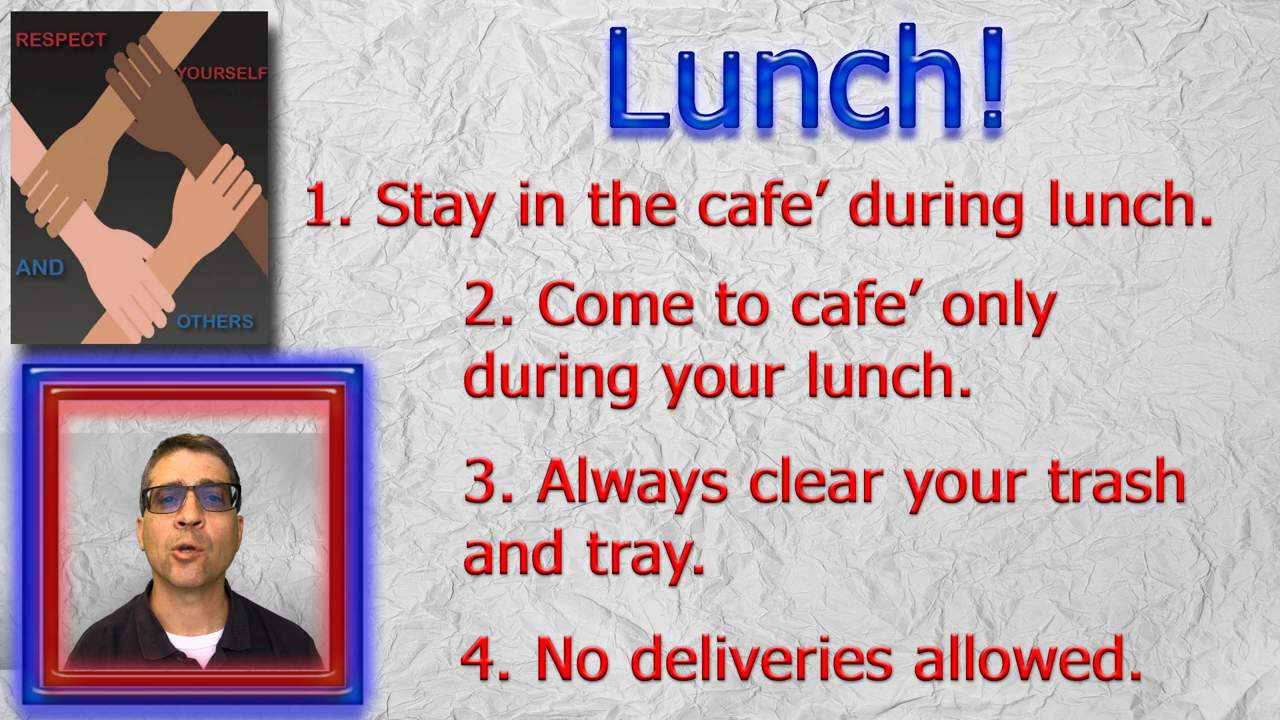 RESPECT
YOURSELF
AND
OTHERS
Lunch!
1. Stay in the cafe’ during lunch.
2. Come to cafe’ only
during your lunch.
3. Always clear your trash
and tray.
4. No deliveries allowed.